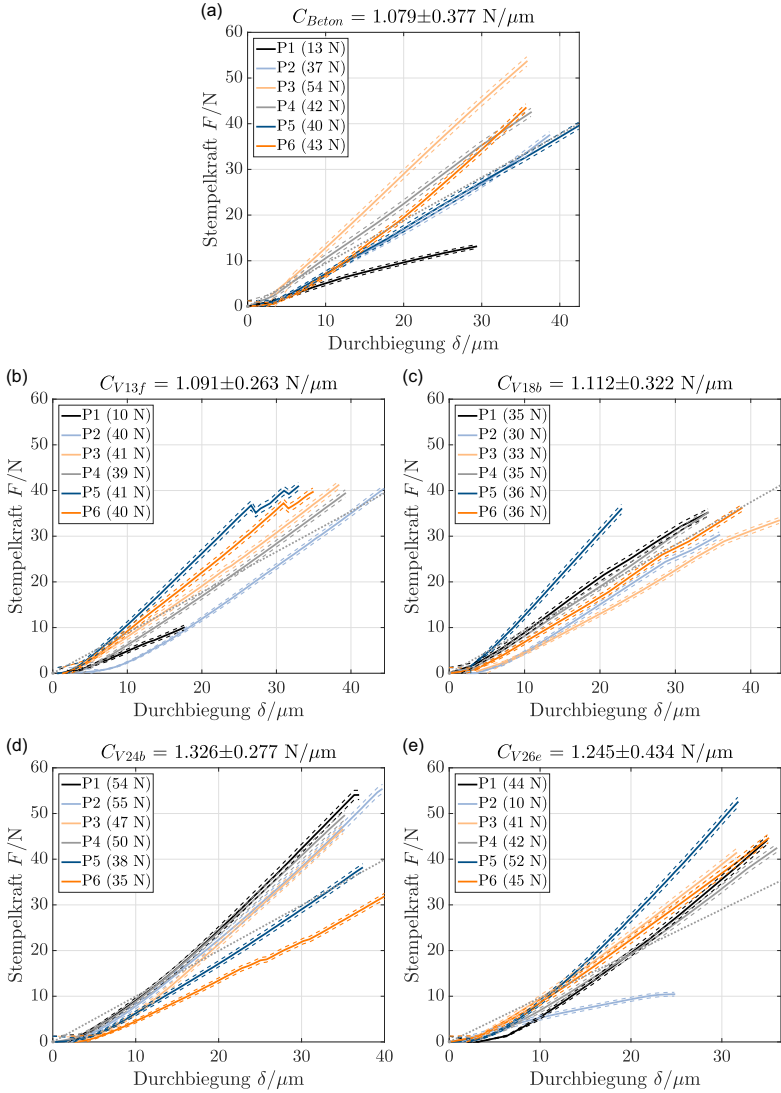 (a)
C_Beton = 1.079±0.377 N/μm
P1 (13 N)
P2 (37 N)
P3 (54 N)
P4 (42 N)
P5 (40 N)
P6 (43 N)
Stempelkraft F/N
60
50
40
30
20
10
0
0 10 20 30 40
Durchbiegung δ/μm
(b)
C_V13f = 1.091±0.263 N/μm
P1 (10 N)
P2 (40 N)
P3 (41 N)
P4 (39 N)
P5 (41 N)
P6 (40 N)
Stempelkraft F/N
60
50
40
30
20
10
0
0 10 20 30 40
Durchbiegung δ/μm
(c)
C_V18b = 1.112±0.322 N/μm
P1 (35 N)
P2 (30 N)
P3 (33 N)
P4 (35 N)
P5 (36 N)
P6 (36 N)
Stempelkraft F/N
60
50
40
30
20
10
0
0 10 20 30 40
Durchbiegung δ/μm
(d)
C_V24b = 1.326±0.277 N/μm
P1 (54 N)
P2 (55 N)
P3 (47 N)
P4 (50 N)
P5 (38 N)
P6 (35 N)
Stempelkraft F/N
60
50
40
30
20
10
0
0 10 20 30 40
Durchbiegung δ/μm
(e)
C_V26e = 1.245±0.434 N/μm
P1 (44 N)
P2 (10 N)
P3 (41 N)
P4 (42 N)
P5 (52 N)
P6 (45 N)
Stempelkraft F/N
60
50
40
30
20
10
0
0 10 20 30
Durchbiegung δ/μm